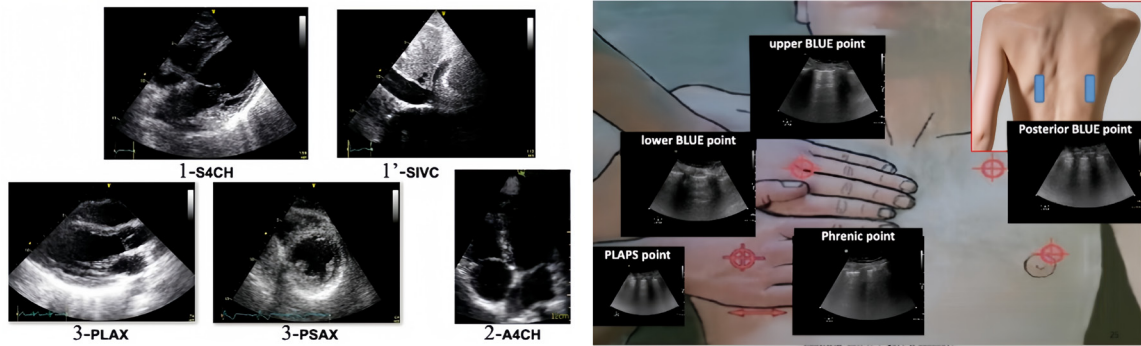 1-S4CH
1'-SIVC
3-PLAX
3-PSAX
2-A4CH
upper BLUE point
lower BLUE point
Posterior BLUE point
PLAPS point
Phrenic point